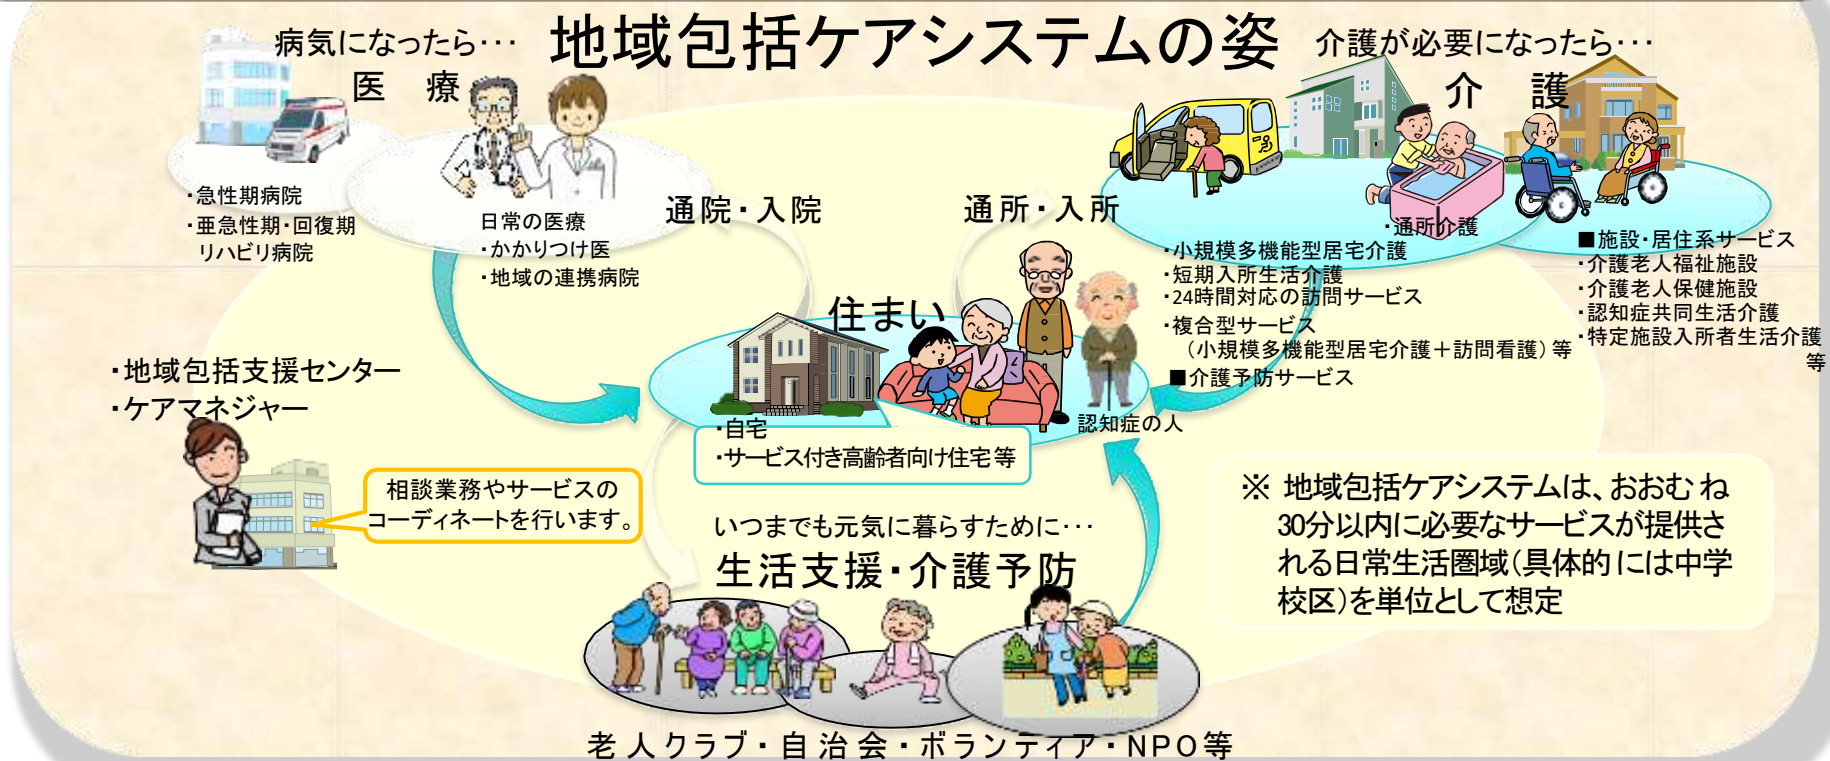 地域包括ケアシステムの姿
病気になったら･･･
医　療
・急性期病院
・亜急性期・回復期
リハビリ病院
日常の医療
・かかりつけ医
・地域の連携病院
通院・入院
通所・入所
介護が必要になったら･･･
介　護
・通所介護
・小規模多機能型居宅介護
・短期入所生活介護
・24時間対応の訪問サービス
・複合型サービス
（小規模多機能型居宅介護＋訪問看護）等
■介護予防サービス
■施設・居住系サービス
・介護老人福祉施設
・介護老人保健施設
・認知症共同生活介護
・特定施設入所者生活介護
等
住まい
・自宅
・サービス付き高齢者向け住宅等
認知症の人
・地域包括支援センター
・ケアマネジャー
相談業務やサービスの
コーディネートを行います。
いつまでも元気に暮らすために･･･
生活支援・介護予防
老人クラブ・自治会・ボランティア・NPO等
※ 地域包括ケアシステムは、おおむね
30分以内に必要なサービスが提供さ
れる日常生活圏域（具体的には中学
校区）を単位として想定